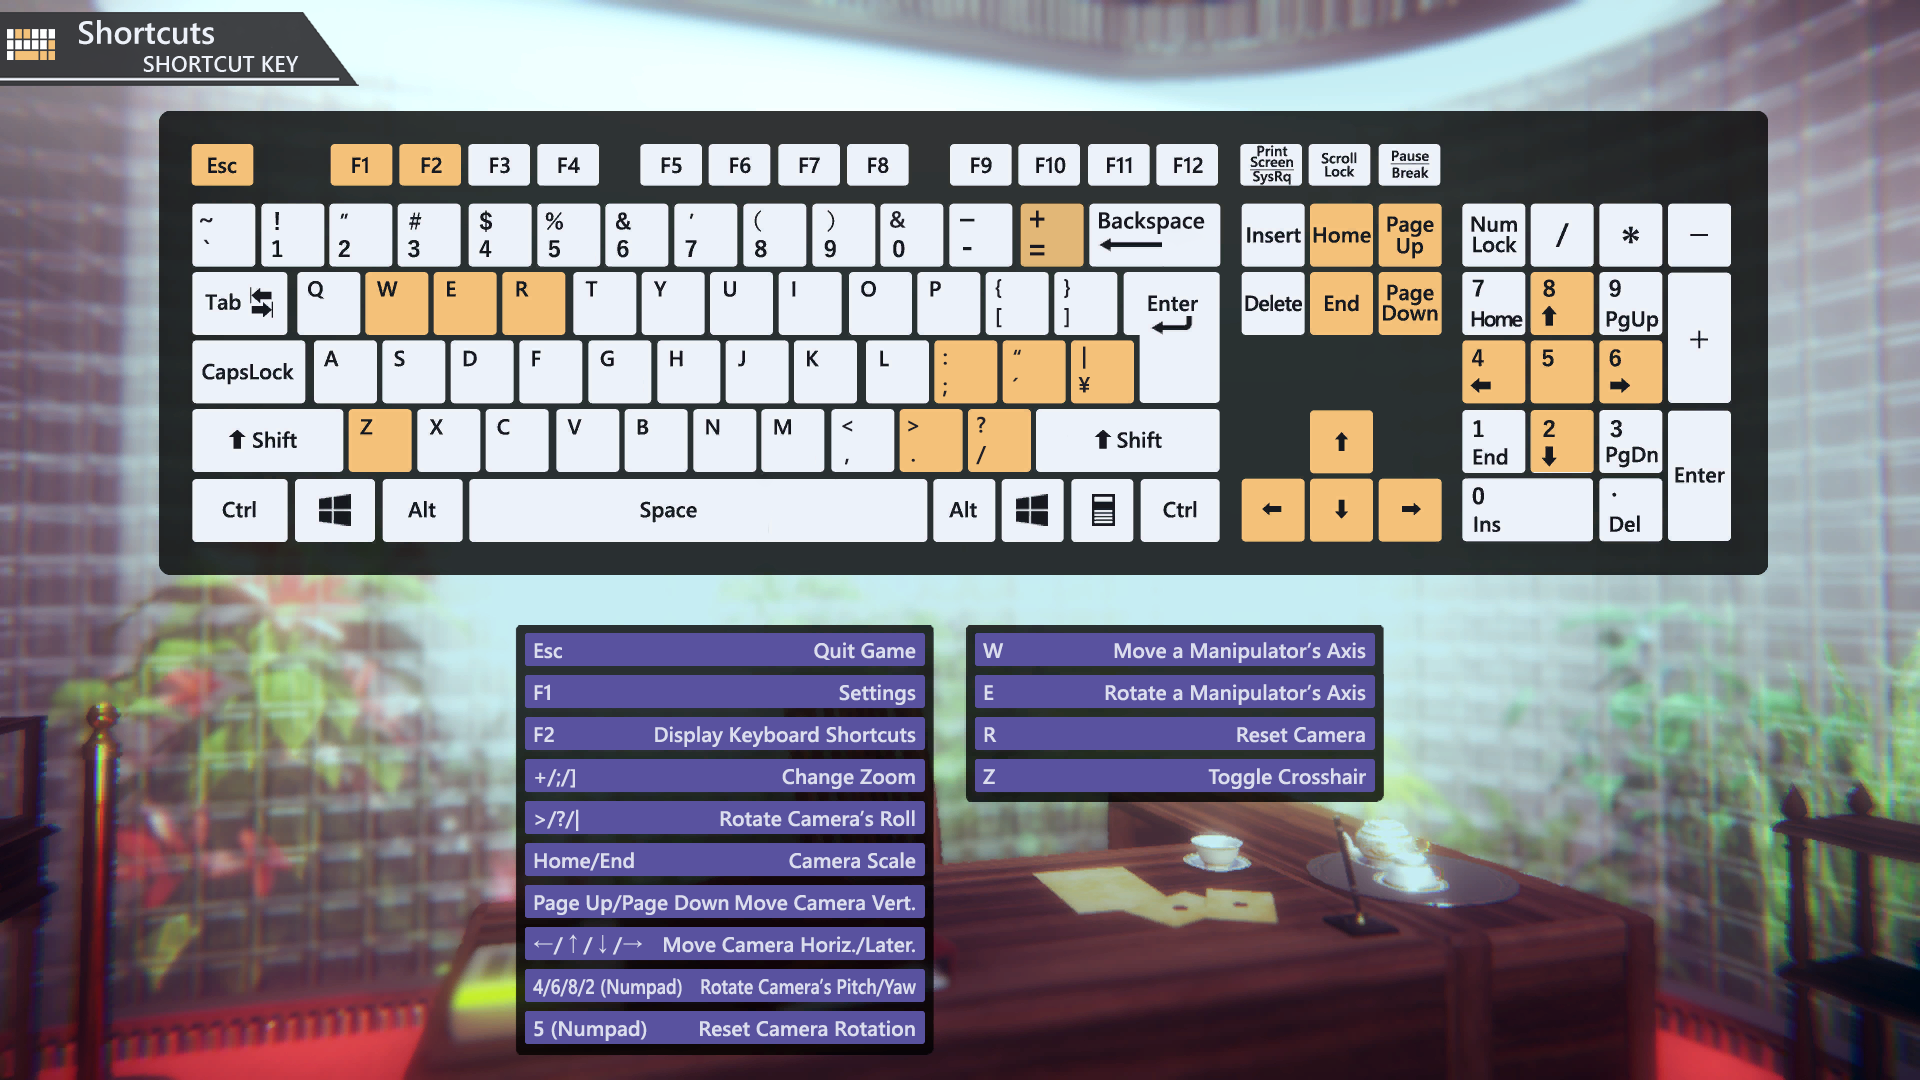 Shortcuts
SHORTCUT KEY
Esc F1 F2 F3 F4 F5 F6 F7 F8 F9 F10 F11 F12 Print Screen SysRq Scroll Lock Pause Break
~ ` ! 1 " 2 # 3 $ 4 % 5 & 6 ' 7 ( 8 ) 9 & 0 – - + = Backspace Insert Home Page Up Num Lock / * –
Tab Q W E R T Y U I O P { [ } ] Enter Delete End Page Down 7 Home 8 ↑ 9 PgUp +
CapsLock A S D F G H J K L : ; “ ´ | ¥ 4 ← 5 6 →
↑ Shift Z X C V B N M < , > . ? / ↑ Shift ↑ 1 End 2 ↓ 3 PgDn Enter
Ctrl Alt Space Alt Ctrl ← ↓ → 0 Ins . Del
Esc Quit Game
F1 Settings
F2 Display Keyboard Shortcuts
+/;/] Change Zoom
>/?/| Rotate Camera's Roll
Home/End Camera Scale
Page Up/Page Down Move Camera Vert.
←/↑/↓/→ Move Camera Horiz./Later.
4/6/8/2 (Numpad) Rotate Camera's Pitch/Yaw
5 (Numpad) Reset Camera Rotation
W Move a Manipulator's Axis
E Rotate a Manipulator's Axis
R Reset Camera
Z Toggle Crosshair